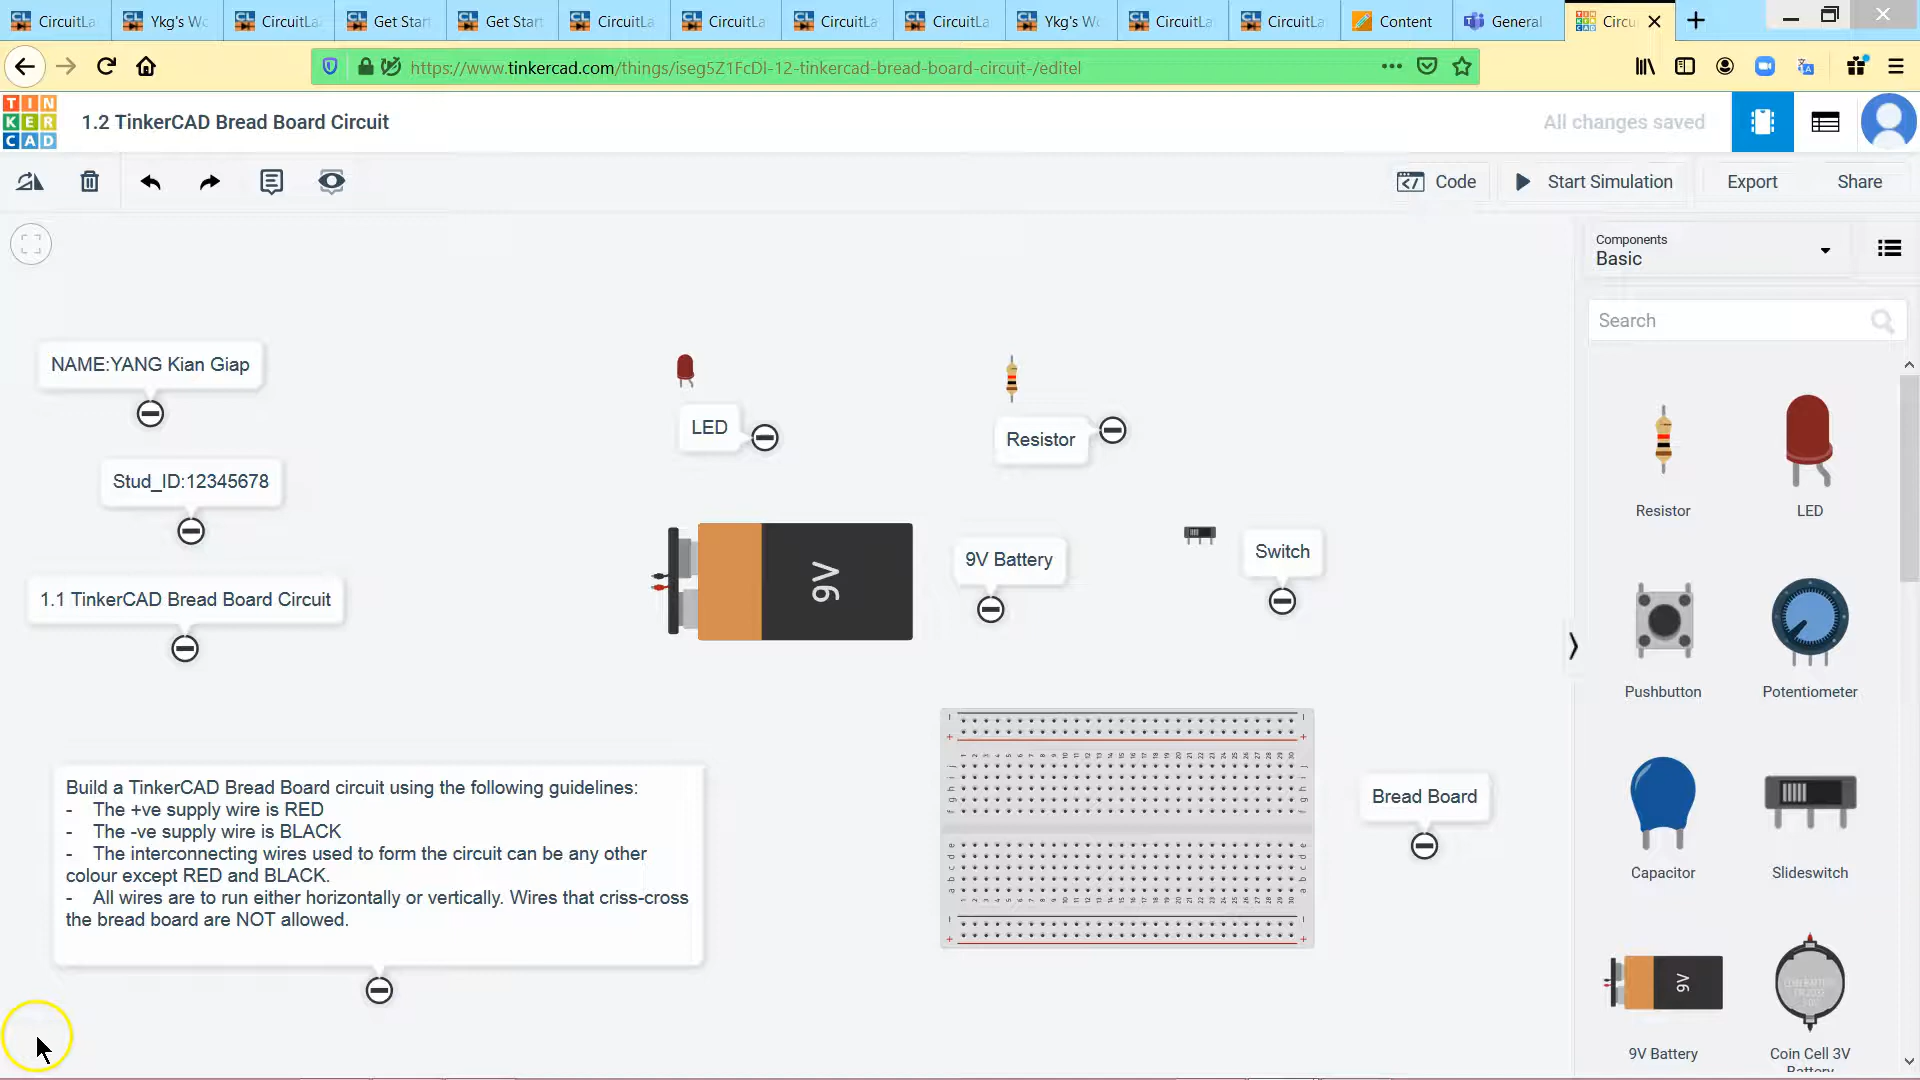 CircuitLa
Ykg's Wo
CircuitLa
Get Start
Get Start
CircuitLa
CircuitLa
CircuitLa
CircuitLa
Ykg's Wo
CircuitLa
CircuitLa
Content
General
Circu
https://www.tinkercad.com/things/iseg5Z1FcDl-12-tinkercad-bread-board-circuit-/editel
TIN
KER
CAD
1.2 TinkerCAD Bread Board Circuit
All changes saved
Code
Start Simulation
Export
Share
Components
Basic
Search
NAME:YANG Kian Giap
Stud_ID:12345678
1.1 TinkerCAD Bread Board Circuit
LED
Resistor
9V
9V Battery
Switch
Bread Board
Build a TinkerCAD Bread Board circuit using the following guidelines:
- The +ve supply wire is RED
- The -ve supply wire is BLACK
- The interconnecting wires used to form the circuit can be any other
colour except RED and BLACK.
- All wires are to run either horizontally or vertically. Wires that criss-cross
the bread board are NOT allowed.
Resistor
LED
Pushbutton
Potentiometer
Capacitor
Slideswitch
9V
9V Battery
Coin Cell 3V
Battery